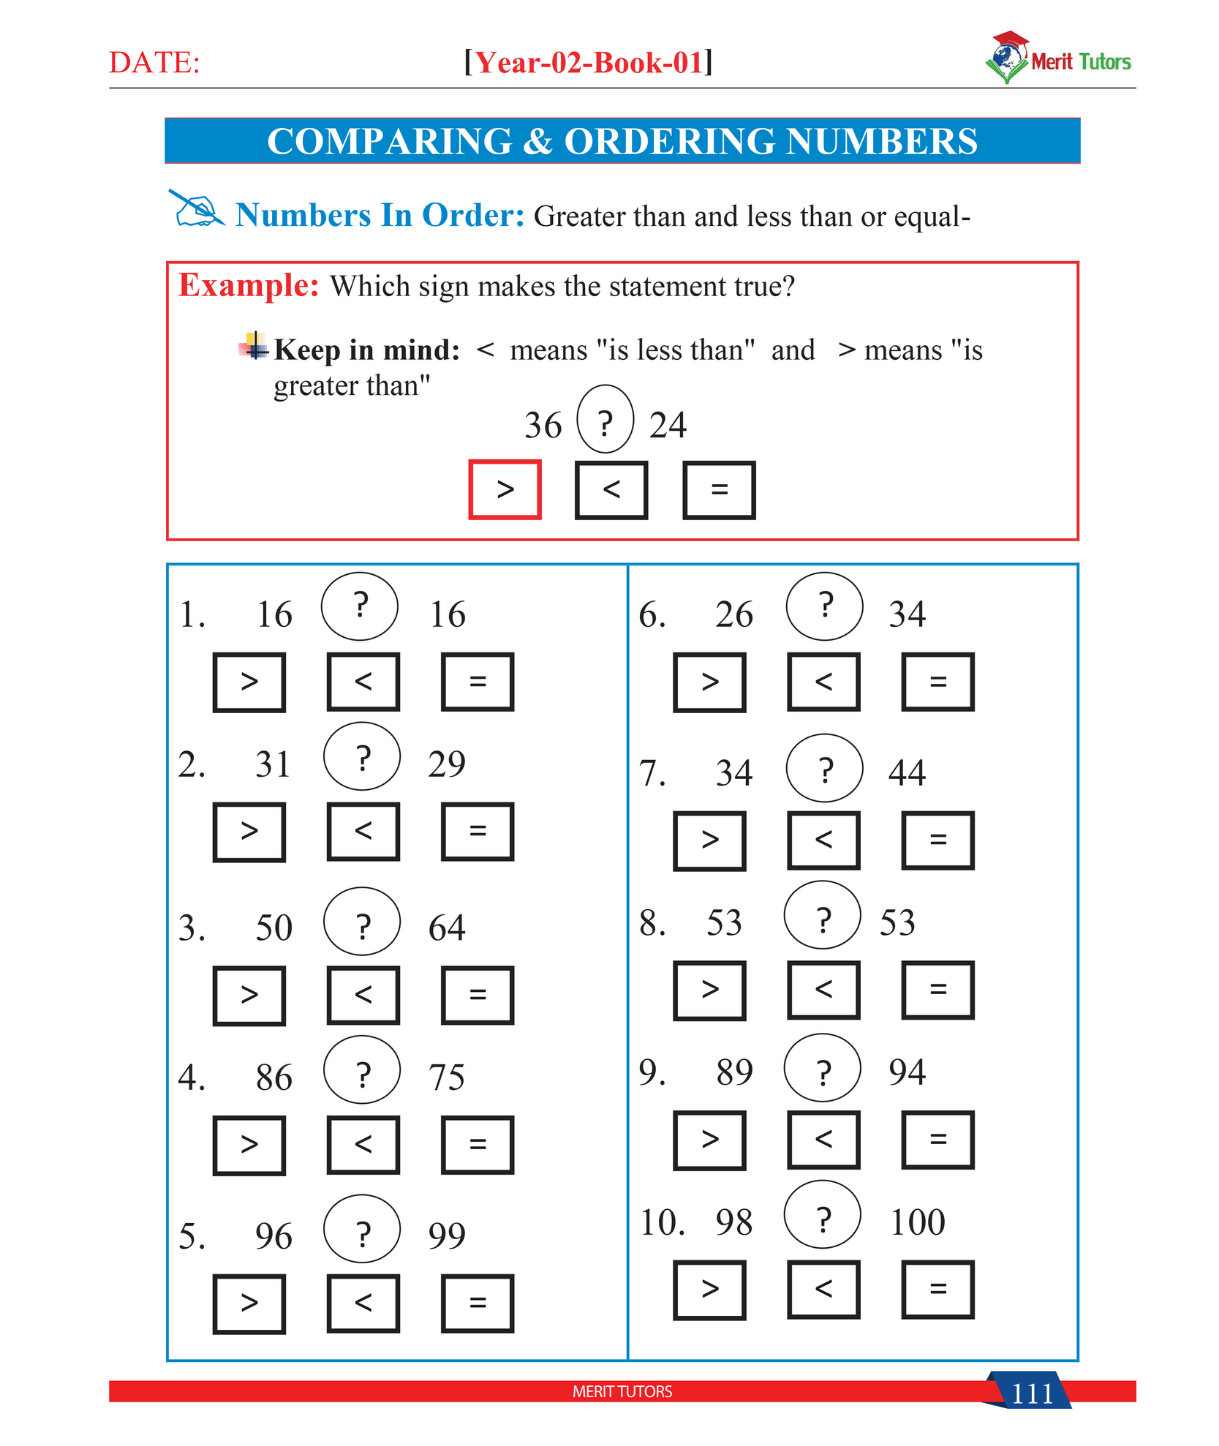 DATE:
[Year-02-Book-01]
Merit Tutors
COMPARING & ORDERING NUMBERS
Numbers In Order: Greater than and less than or equal-
Example: Which sign makes the statement true?
Keep in mind: < means "is less than" and > means "is
greater than"
36 ? 24
> < =
1. 16 ? 16
> < =
2. 31 ? 29
> < =
3. 50 ? 64
> < =
4. 86 ? 75
> < =
5. 96 ? 99
> < =
6. 26 ? 34
> < =
7. 34 ? 44
> < =
8. 53 ? 53
> < =
9. 89 ? 94
> < =
10. 98 ? 100
> < =
MERIT TUTORS
111